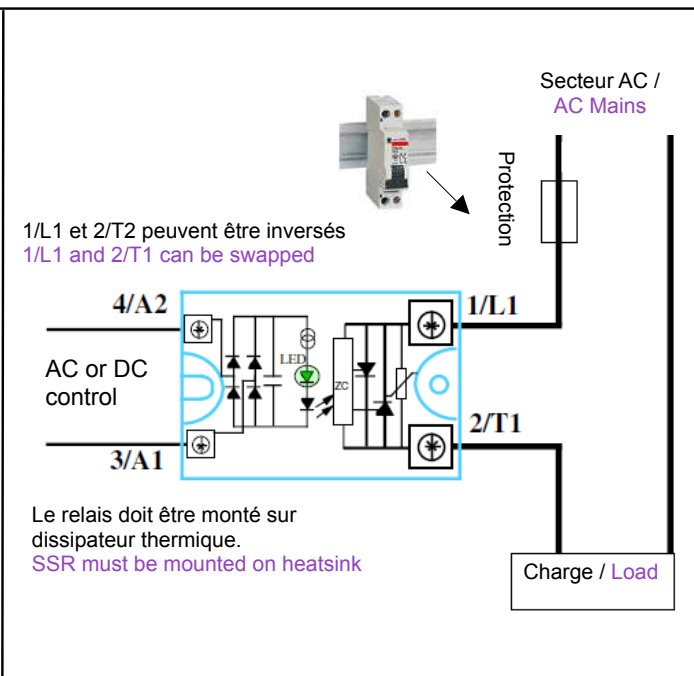 Secteur AC /
AC Mains
Protection
1/L1 et 2/T2 peuvent être inversés
1/L1 and 2/T1 can be swapped
4/A2
1/L1
LED
ZC
AC or DC
control
2/T1
3/A1
Le relais doit être monté sur
dissipateur thermique.
SSR must be mounted on heatsink
Charge / Load